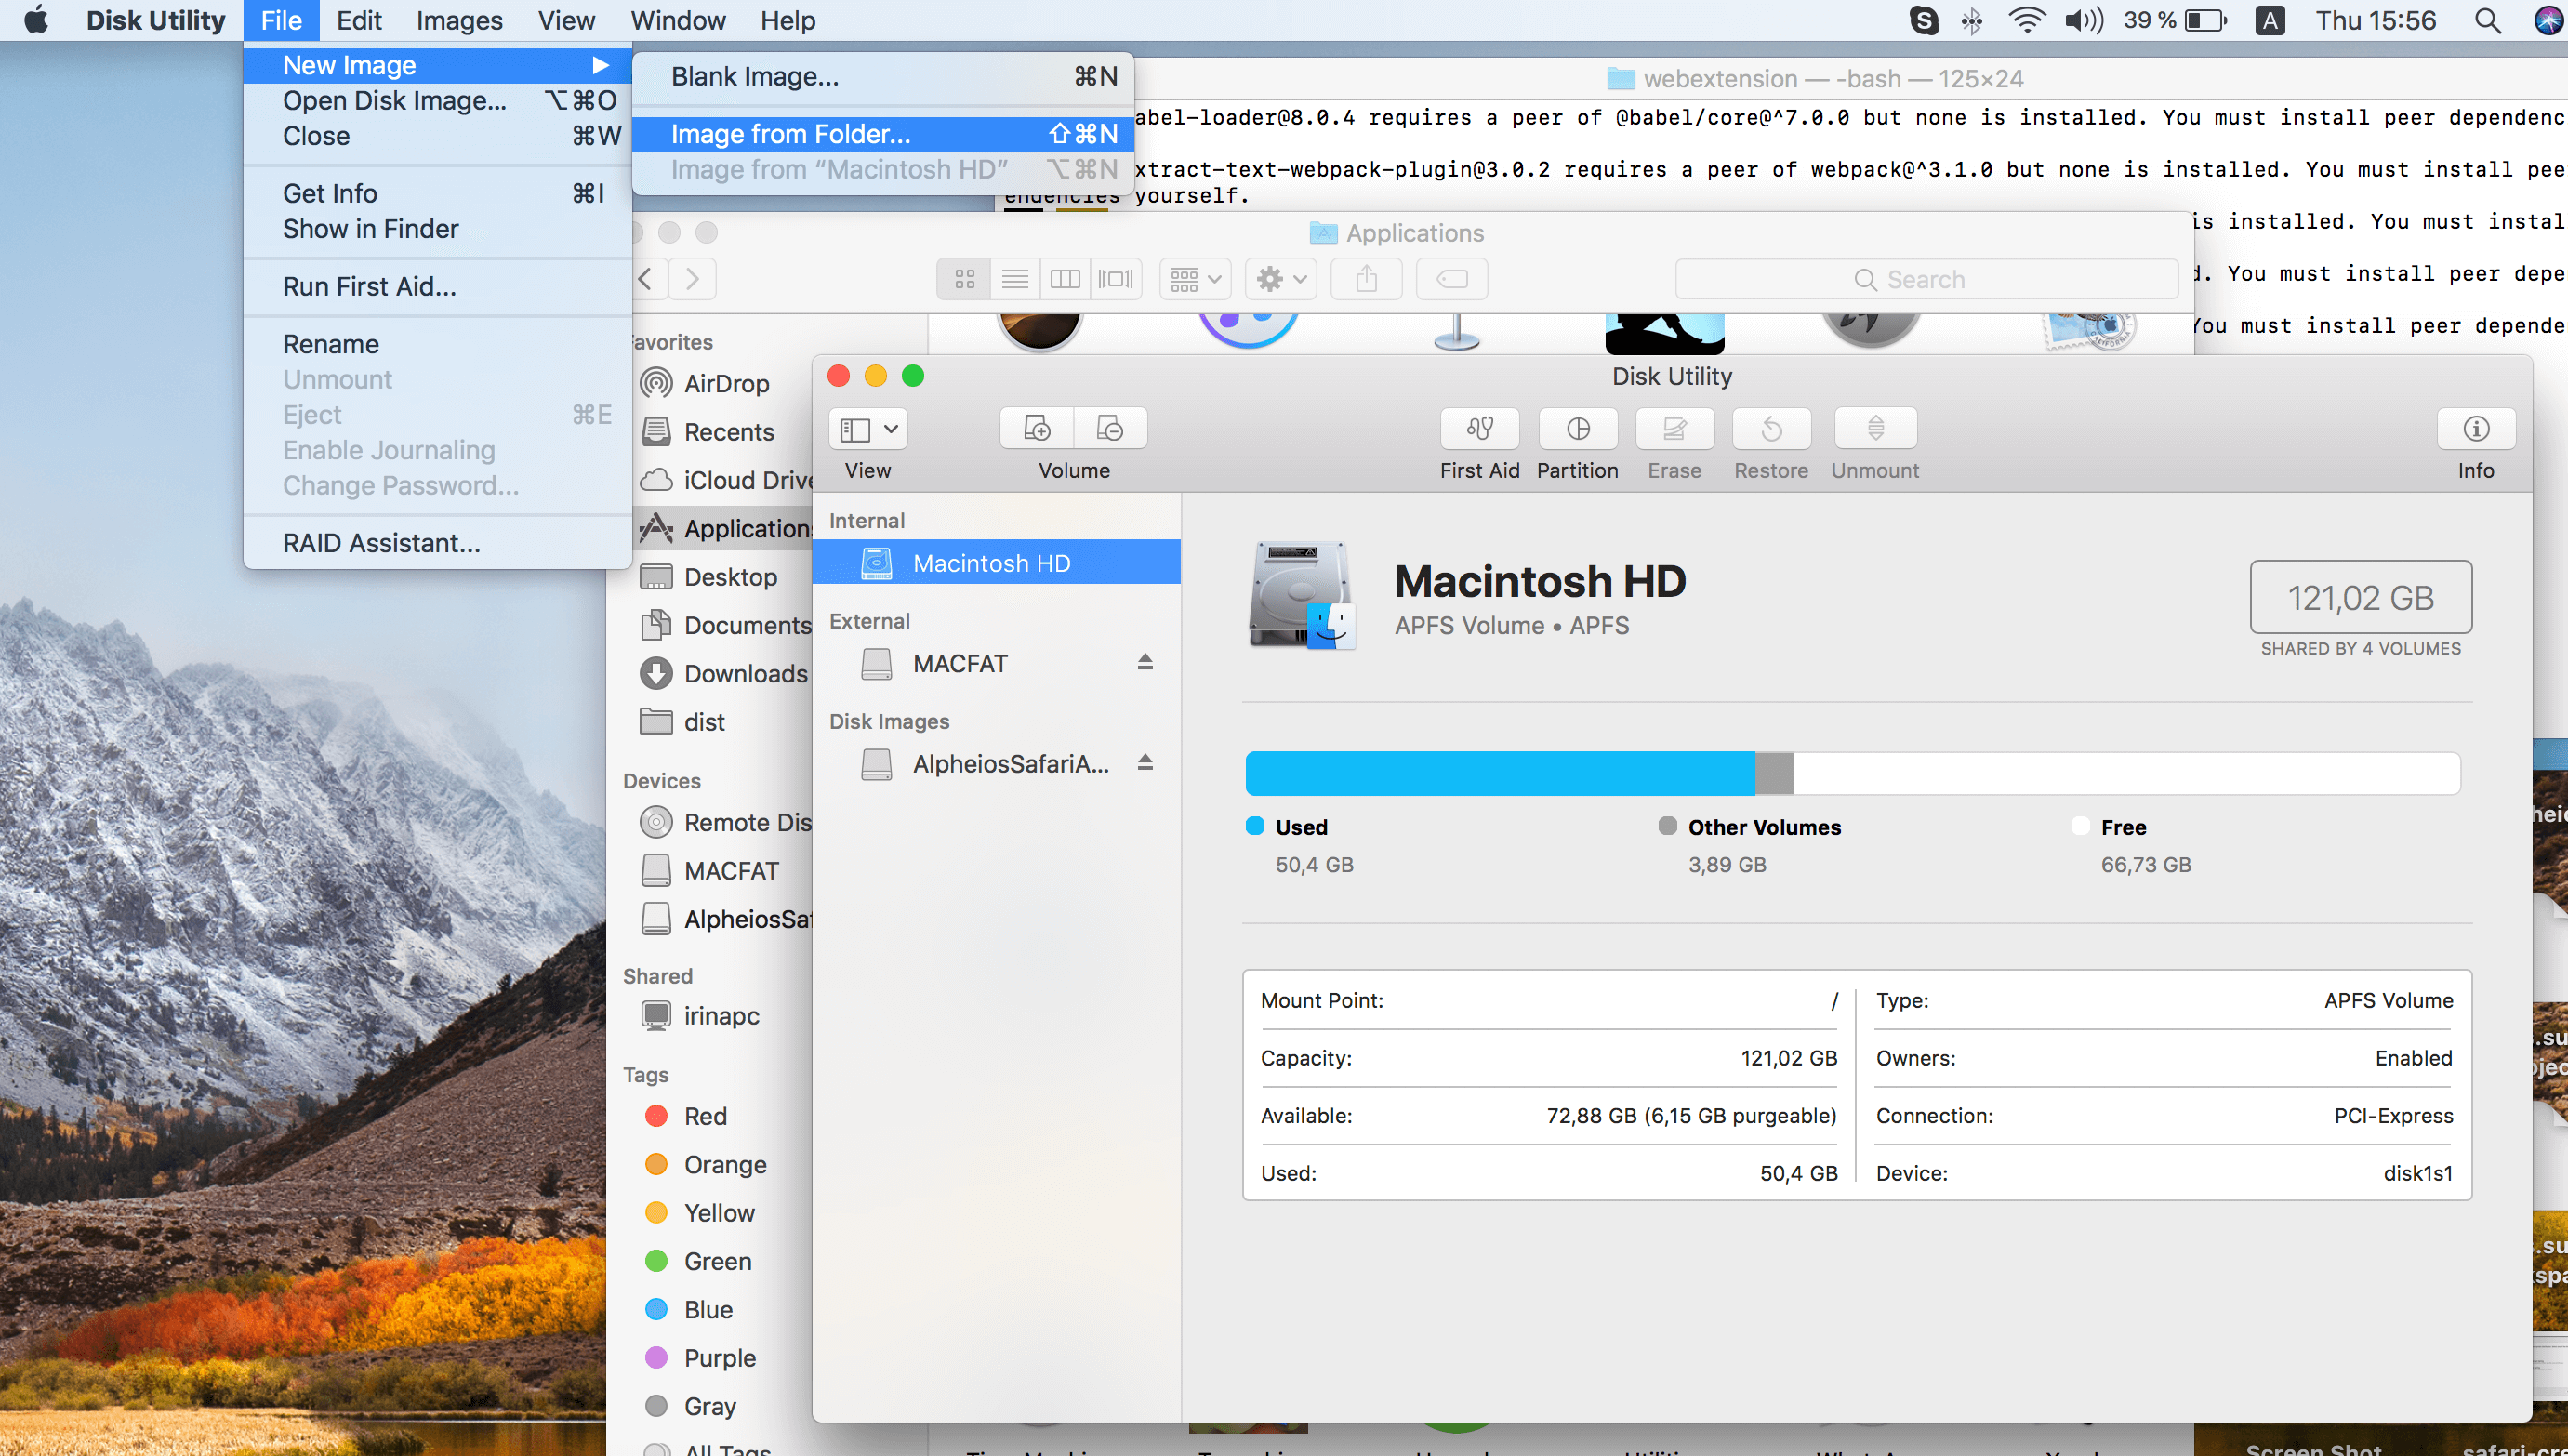 Disk Utility File Edit Images View Window Help 39 % A Thu 15:56
New Image
Open Disk Image... ⌥⌘O
Close ⌘W
Get Info ⌘I
Show in Finder
Run First Aid...
Rename
Unmount
Eject ⌘E
Enable Journaling
Change Password...
RAID Assistant...
Blank Image... ⌘N
Image from Folder... ⇧⌘N
Image from “Macintosh HD” ⌥⌘N
webextension — -bash — 125×24
abel-loader@8.0.4 requires a peer of @babel/core@^7.0.0 but none is installed. You must install peer dependenc
xtract-text-webpack-plugin@3.0.2 requires a peer of webpack@^3.1.0 but none is installed. You must install pee
endencies yourself.
is installed. You must instal
d. You must install peer depe
You must install peer depende
Applications
Search
Favorites
AirDrop
Recents
iCloud Drive
Applications
Desktop
Documents
Downloads
dist
Devices
Remote Dis
MACFAT
AlpheiosSaf
Shared
irinapc
Tags
Red
Orange
Yellow
Green
Blue
Purple
Gray
All Tags
Disk Utility
View Volume First Aid Partition Erase Restore Unmount Info
Internal
Macintosh HD
External
MACFAT
Disk Images
AlpheiosSafariA...
Macintosh HD
APFS Volume • APFS
121,02 GB
SHARED BY 4 VOLUMES
Used
50,4 GB
Other Volumes
3,89 GB
Free
66,73 GB
Mount Point: /
Capacity: 121,02 GB
Available: 72,88 GB (6,15 GB purgeable)
Used: 50,4 GB
Type: APFS Volume
Owners: Enabled
Connection: PCI-Express
Device: disk1s1
Screen Shot
safari-cre